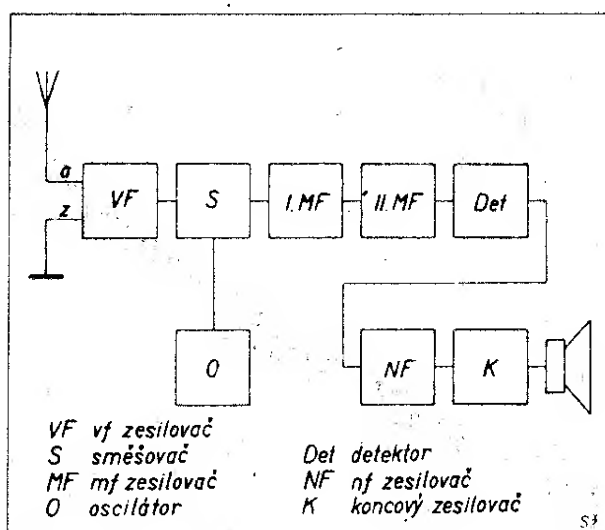 a
z
VF
S
I.MF
II.MF
Det
O
NF
K
VF vf zesilovač
S směšovač
MF mf zesilovač
O oscilátor
Det detektor
NF nf zesilovač
K koncový zesilovač